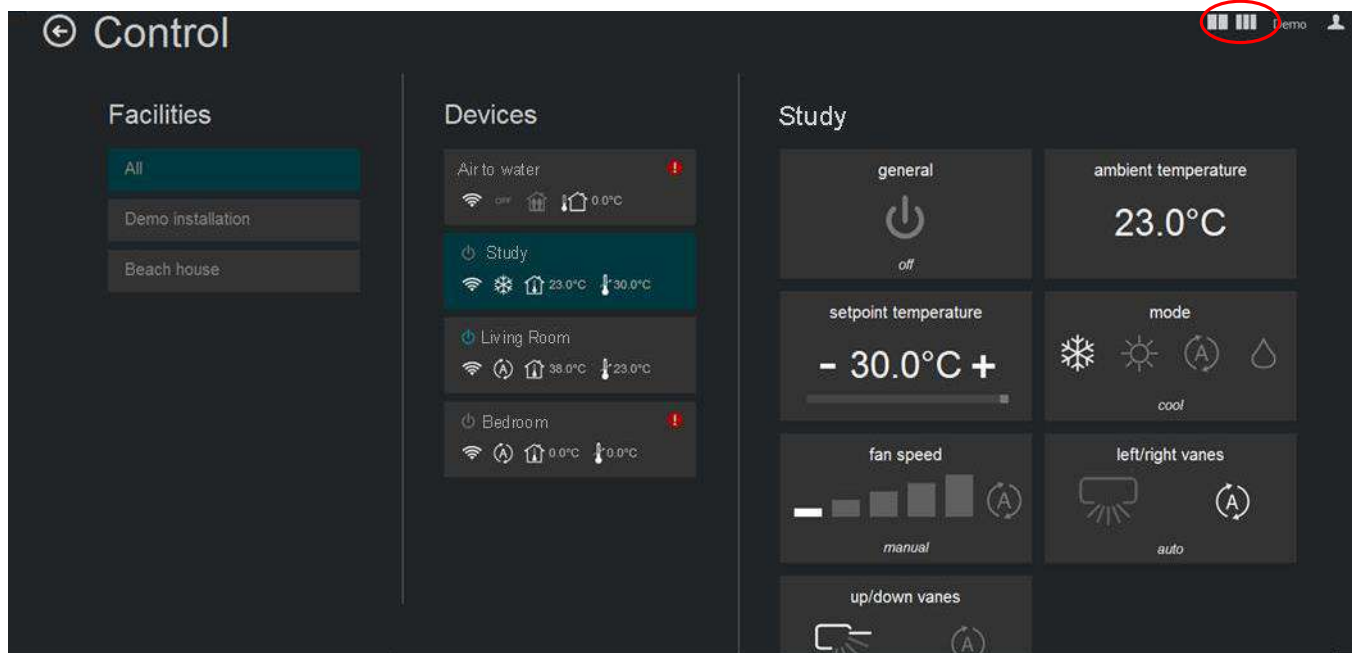 Control
Demo
Facilities
All
Demo installation
Beach house
Devices
Air to water
!
OFF
0.0°C
Study
23.0°C
30.0°C
Living Room
A
38.0°C
23.0°C
Bedroom
!
A
0.0°C
0.0°C
Study
general
off
ambient temperature
23.0°C
setpoint temperature
- 30.0°C +
mode
A
cool
fan speed
A
manual
left/right vanes
A
auto
up/down vanes
A